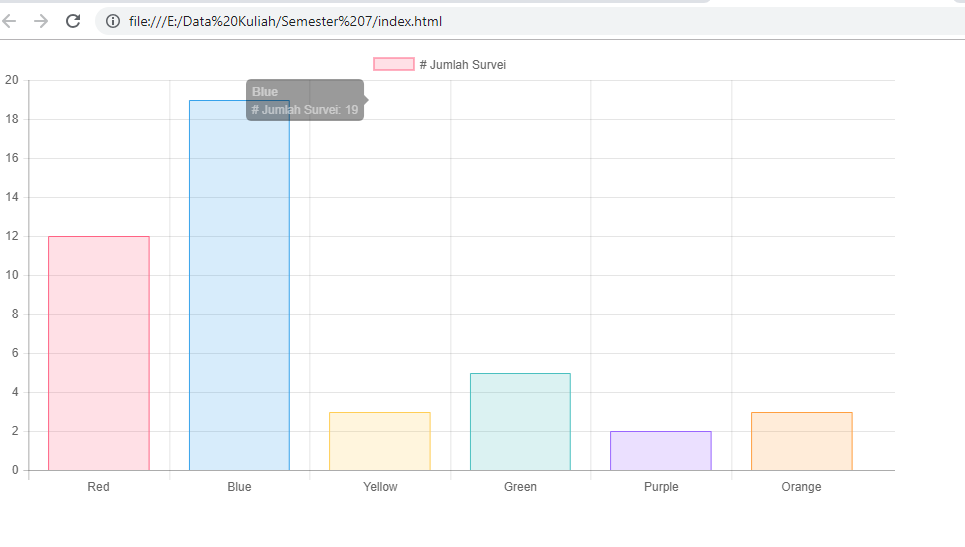 file:///E:/Data%20Kuliah/Semester%207/index.html
# Jumlah Survei
20
Blue
# Jumlah Survei: 19
18
16
14
12
10
8
6
4
2
0
Red Blue Yellow Green Purple Orange